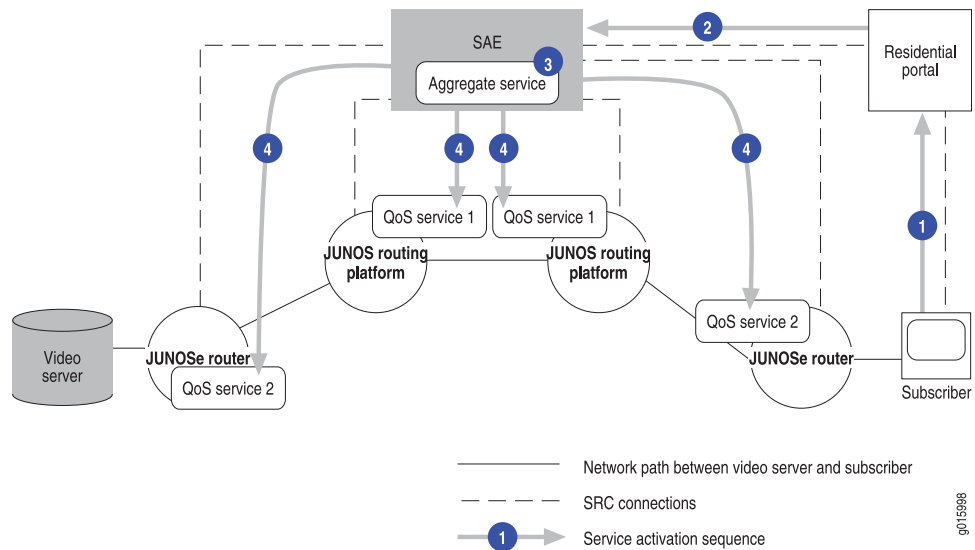 2
SAE
3
Residential
portal
Aggregate service
4
4
4
4
1
QoS service 1
QoS service 1
JUNOS routing
platform
JUNOS routing
platform
QoS service 2
Video
server
JUNOSe router
JUNOSe router
QoS service 2
Subscriber
Network path between video server and subscriber
SRC connections
1
Service activation sequence
g015998